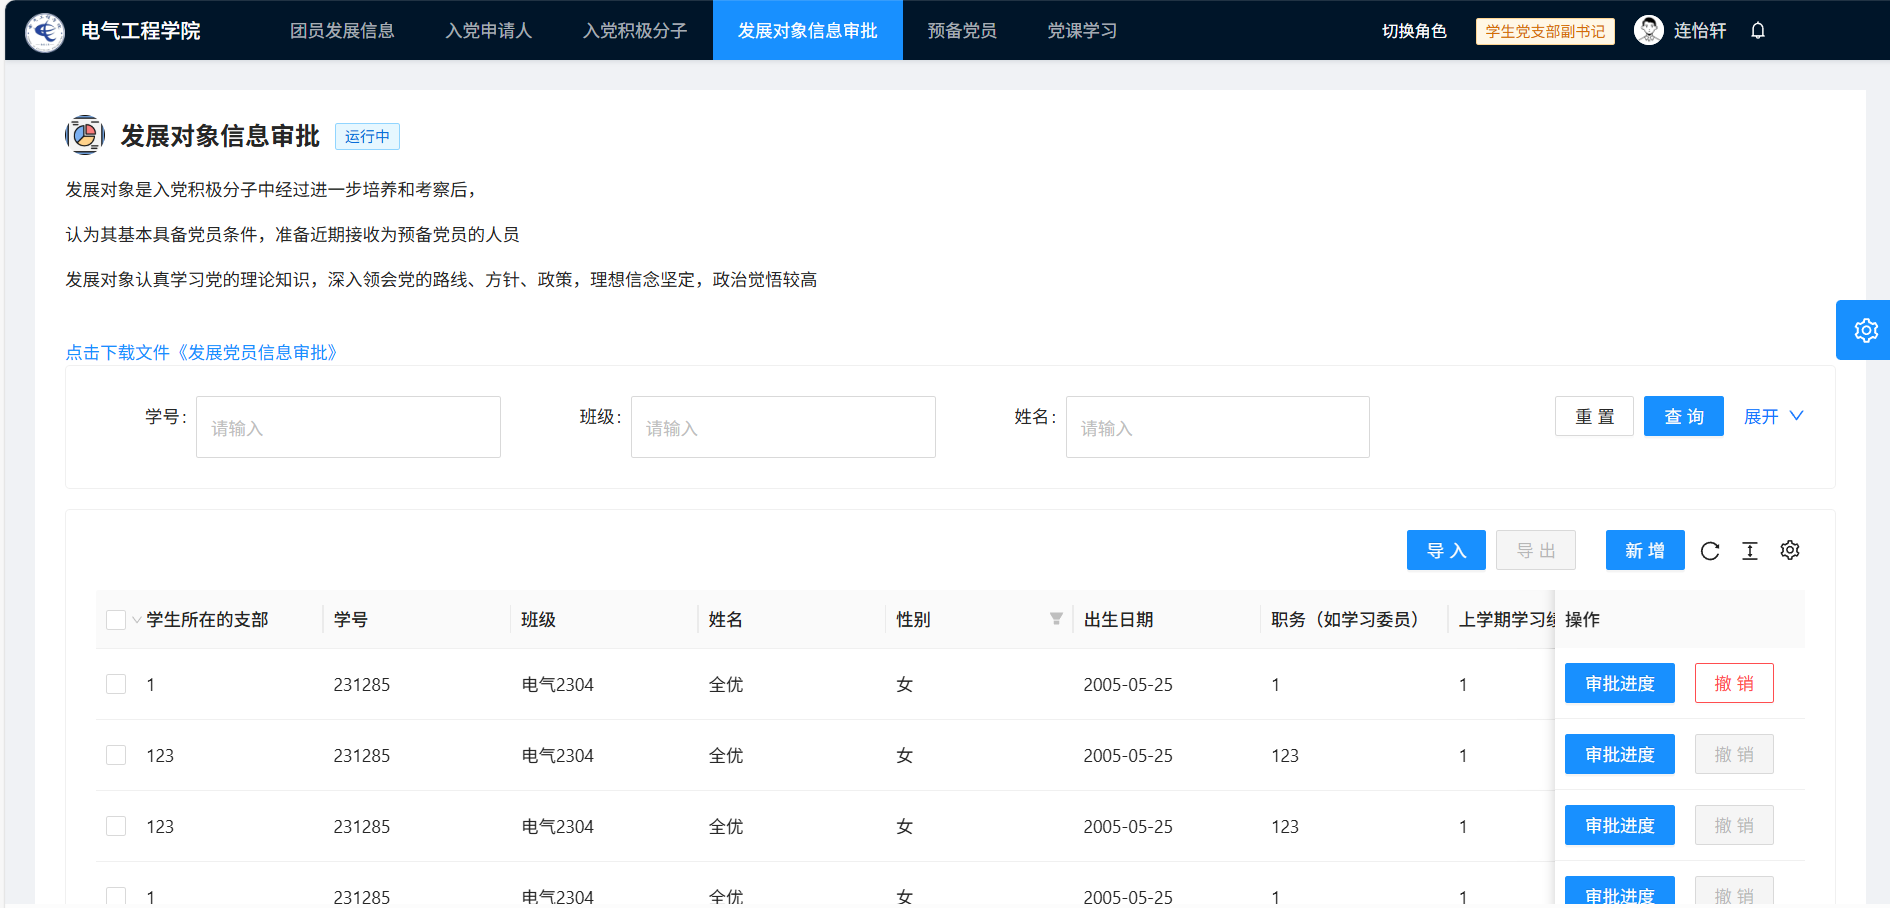 电气工程学院 团员发展信息 入党申请人 入党积极分子 发展对象信息审批 预备党员 党课学习 切换角色 学生党支部副书记 连怡轩
发展对象信息审批 运行中
发展对象是入党积极分子中经过进一步培养和考察后，
认为其基本具备党员条件，准备近期接收为预备党员的人员
发展对象认真学习党的理论知识，深入领会党的路线、方针、政策，理想信念坚定，政治觉悟较高
点击下载文件《发展党员信息审批》
学号: 请输入 班级: 请输入 姓名: 请输入 重 置 查 询 展开
导 入 导 出 新 增
学生所在的支部 学号 班级 姓名 性别 出生日期 职务（如学习委员） 上学期学习 操作
1 231285 电气2304 全优 女 2005-05-25 1 1 审批进度 撤 销
123 231285 电气2304 全优 女 2005-05-25 123 1 审批进度 撤 销
123 231285 电气2304 全优 女 2005-05-25 123 1 审批进度 撤 销
1 231285 电气2304 全优 女 2005-05-25 1 1 审批进度 撤 销